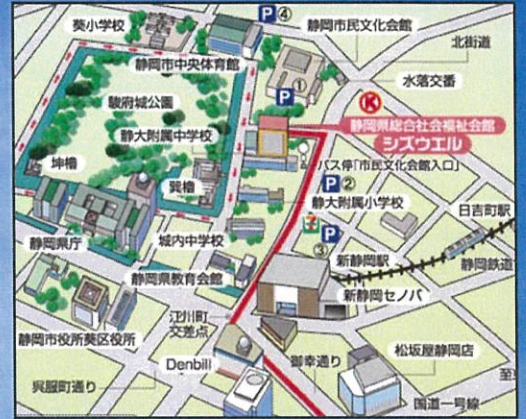 葵小学校
P④
静岡市民文化会館
北街道
静岡市中央体育館
水落交番
P
①
K
駿府城公園
静岡県総合社会福祉会館
シズウエル
静大附属中学校
バス停「市民文化会館入口」
坤櫓
巽櫓
P②
静大附属小学校
日吉町駅
7
P
③
静岡県庁
城内中学校
新静岡駅
静岡鉄道
静岡県教育会館
新静岡セノバ
江川町
交差点
静岡市役所葵区役所
Denbill
御幸通り
松坂屋静岡店
至
呉服町通り
国道一号線